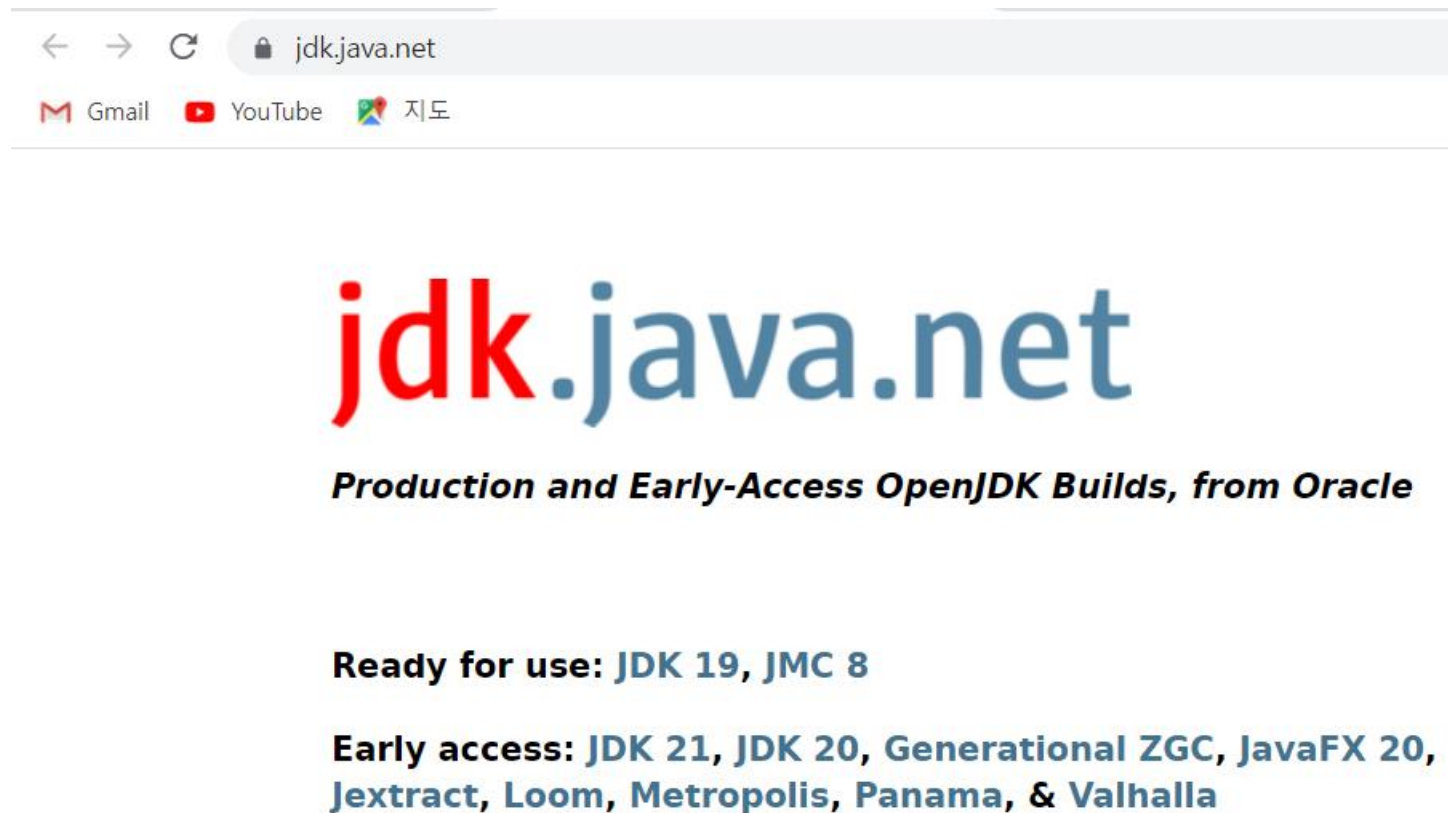 jdk.java.net
Gmail YouTube 지도
jdk.java.net
Production and Early-Access OpenJDK Builds, from Oracle
Ready for use: JDK 19, JMC 8
Early access: JDK 21, JDK 20, Generational ZGC, JavaFX 20,
Jextract, Loom, Metropolis, Panama, & Valhalla